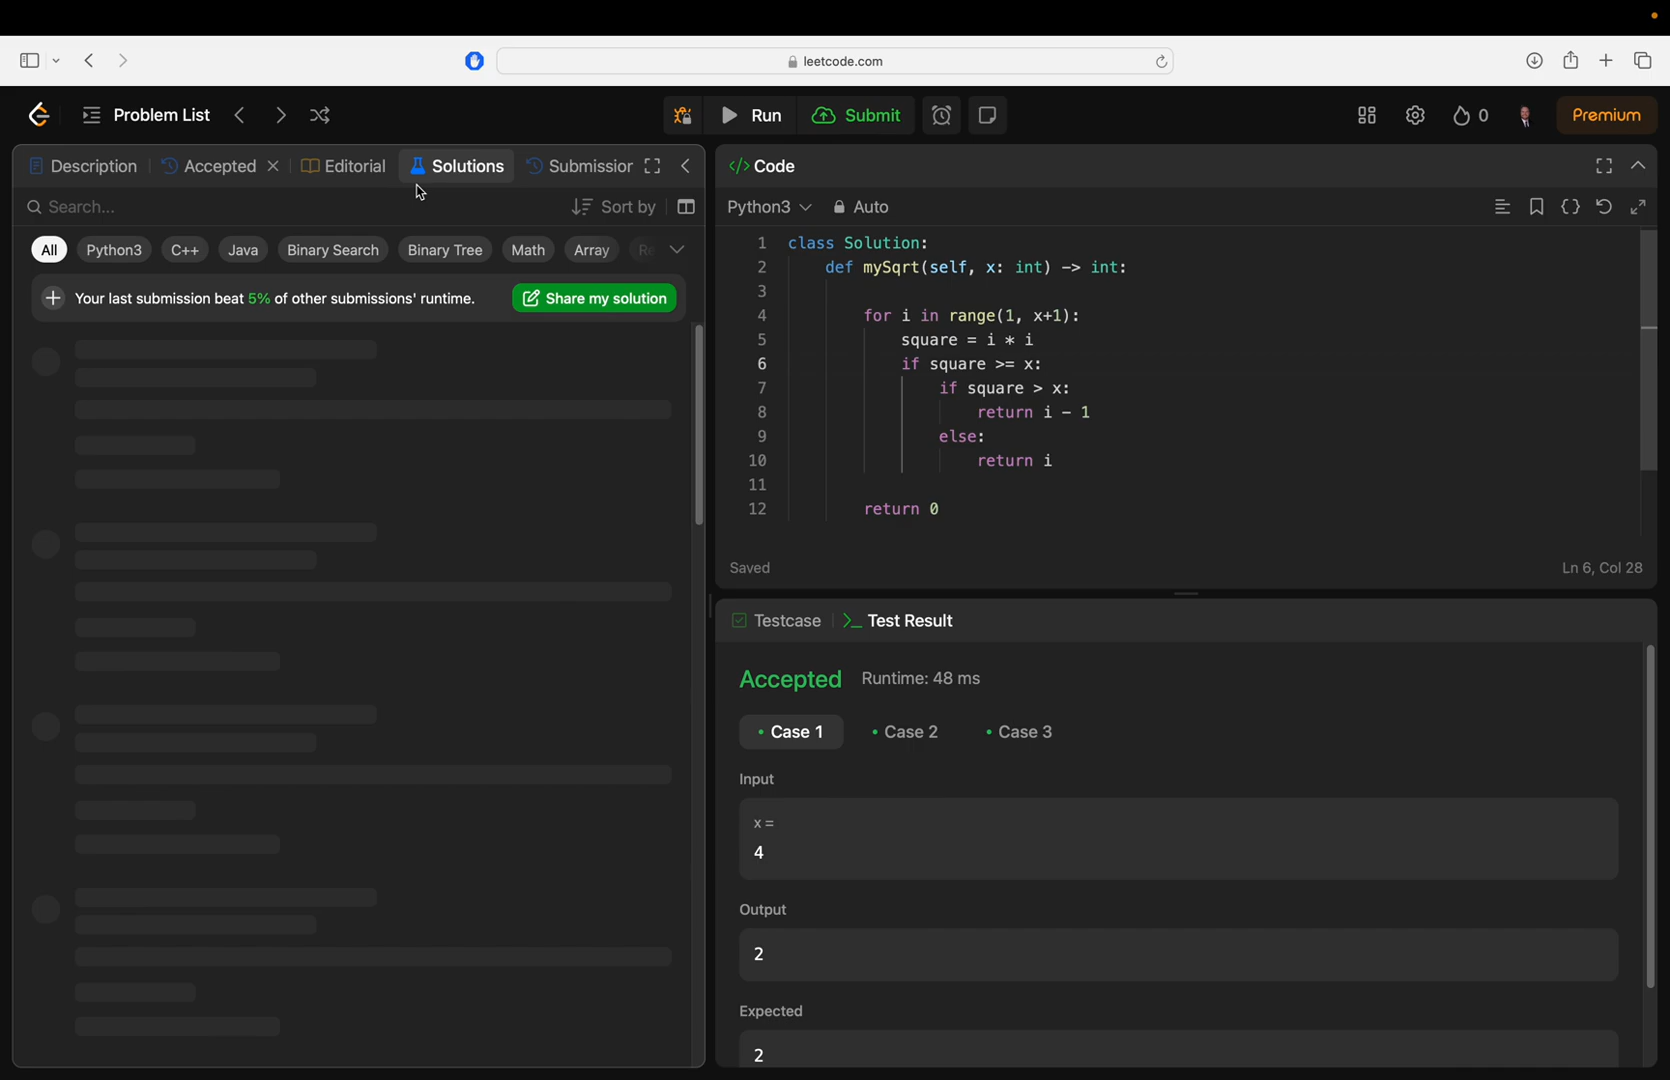 leetcode.com
Problem List
Run
Submit
0
Premium
Description
Accepted
Editorial
Solutions
Submission
Search...
Sort by
All
Python3
C++
Java
Binary Search
Binary Tree
Math
Array
Re
Your last submission beat 5% of other submissions' runtime.
Share my solution
</> Code
Python3
Auto
1 class Solution:
2 def mySqrt(self, x: int) -> int:
3
4 for i in range(1, x+1):
5 square = i * i
6 if square >= x:
7 if square > x:
8 return i - 1
9 else:
10 return i
11
12 return 0
Saved
Ln 6, Col 28
Testcase
>_ Test Result
Accepted
Runtime: 48 ms
• Case 1
• Case 2
• Case 3
Input
x =
4
Output
2
Expected
2